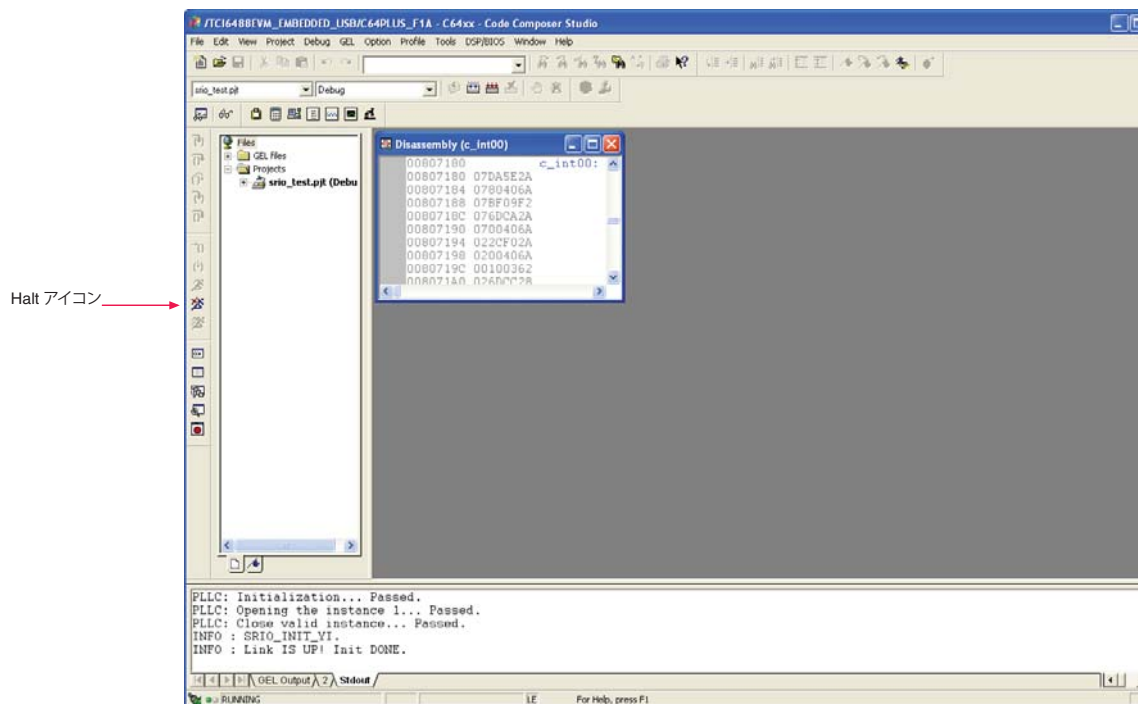 /TCI6488EVM_EMBEDDED_USB/C64PLUS_F1A - C64xx - Code Composer Studio
File Edit View Project Debug GEL Option Profile Tools DSP/BIOS Window Help
srio_test.pjt Debug
Files
GEL files
Projects
srio_test.pjt (Debu
Disassembly (c_int00)
00807180 c_int00:
00807180 07DA5E2A
00807184 0780406A
00807188 07BF09F2
0080718C 076DCA2A
00807190 0700406A
00807194 022CF02A
00807198 0200406A
0080719C 00100362
008071A0 026DCC28
Halt アイコン
PLLC: Initialization... Passed.
PLLC: Opening the instance 1... Passed.
PLLC: Close valid instance... Passed.
INFO : SRIO_INIT_VI.
INFO : Link IS UP! Init DONE.
GEL Output 2 Stdout
RUNNING LE For Help, press F1